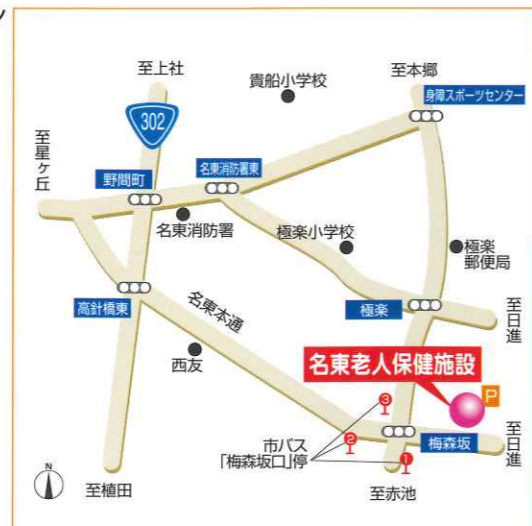 至上社
貴船小学校
至本郷
身障スポーツセンター
302
至星ヶ丘
野間町
名東消防署東
名東消防署
極楽小学校
極楽
郵便局
高針橋東
名東本通
極楽
至日進
西友
名東老人保健施設
P
3
市バス
「梅森坂口」停
2
梅森坂
至日進
1
N
至植田
至赤池